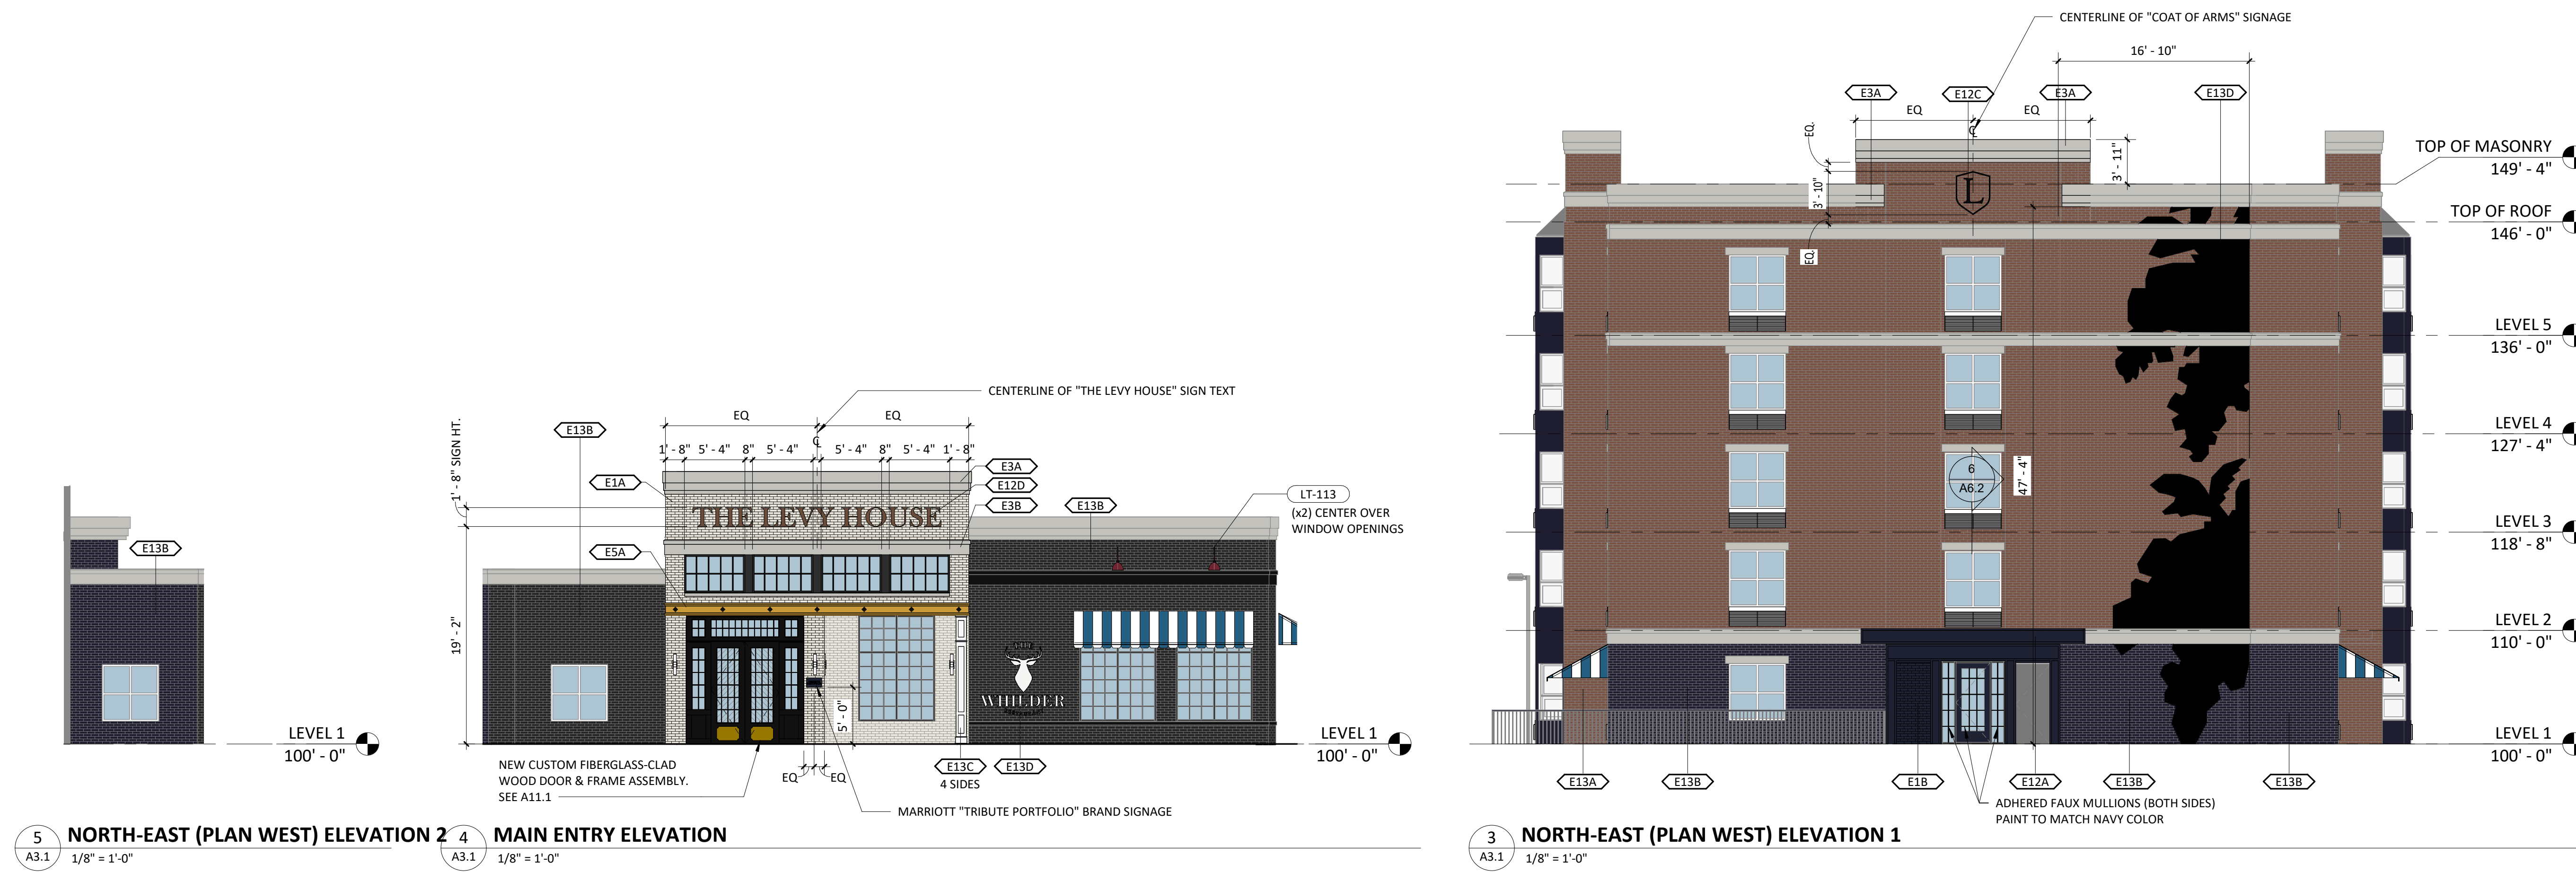 5
A3.1
NORTH-EAST (PLAN WEST) ELEVATION 2
1/8" = 1'-0"
E13B
LEVEL 1
100' - 0"
4
A3.1
MAIN ENTRY ELEVATION
1/8" = 1'-0"
CENTERLINE OF "THE LEVY HOUSE" SIGN TEXT
EQ
EQ
1' - 8"
5' - 4"
8"
5' - 4"
5' - 4"
8"
5' - 4"
1' - 8"
1' - 8" SIGN HT.
19' - 2"
E13B
E1A
E5A
E3A
E12D
E3B
E13B
LT-113
(x2) CENTER OVER
WINDOW OPENINGS
THE LEVY HOUSE
WHILDER
5' - 0"
EQ
EQ
NEW CUSTOM FIBERGLASS-CLAD
WOOD DOOR & FRAME ASSEMBLY.
SEE A11.1
E13C
4 SIDES
E13D
MARRIOTT "TRIBUTE PORTFOLIO" BRAND SIGNAGE
LEVEL 1
100' - 0"
3
A3.1
NORTH-EAST (PLAN WEST) ELEVATION 1
1/8" = 1'-0"
CENTERLINE OF "COAT OF ARMS" SIGNAGE
16' - 10"
E3A
E12C
E3A
E13D
EQ
EQ
EQ.
3' - 10"
EQ.
3' - 11"
L
6
A6.2
47' - 4"
TOP OF MASONRY
149' - 4"
TOP OF ROOF
146' - 0"
LEVEL 5
136' - 0"
LEVEL 4
127' - 4"
LEVEL 3
118' - 8"
LEVEL 2
110' - 0"
LEVEL 1
100' - 0"
E13A
E13B
E1B
E12A
E13B
E13B
ADHERED FAUX MULLIONS (BOTH SIDES)
PAINT TO MATCH NAVY COLOR